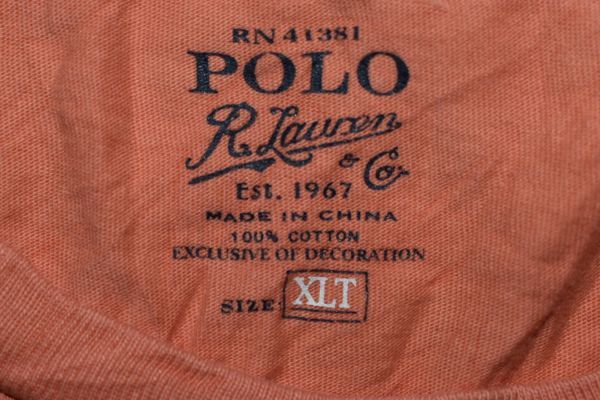 RN 41381
POLO
R. Lauren
& Co.
Est. 1967
MADE IN CHINA
100% COTTON
EXCLUSIVE OF DECORATION
SIZE: XLT